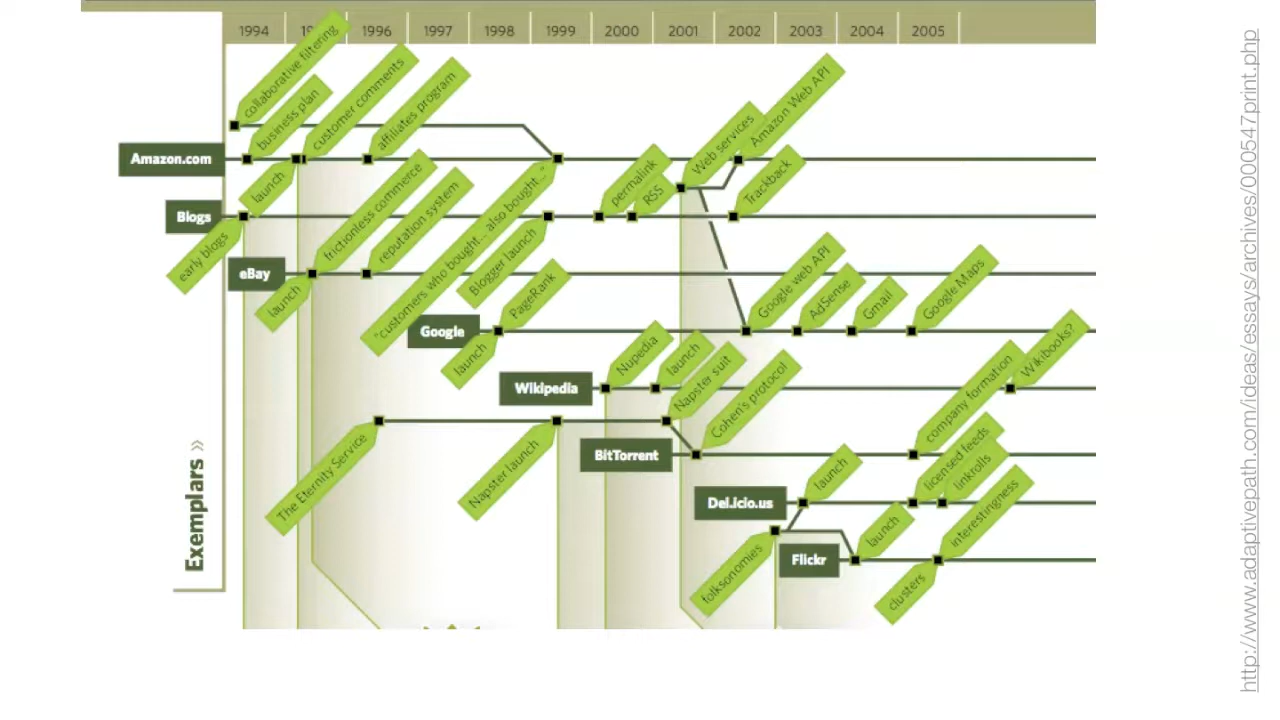 1994 1996 1997 1998 1999 2000 2001 2002 2003 2004 2005
collaborative filtering
business plan
customer comments
affiliates program
Web services
Amazon Web API
Amazon.com
launch
frictionless commerce
reputation system
"customers who bought... also bought..."
permalink
RSS
Trackback
Blogs
early blogs
Blogger launch
eBay
launch
PageRank
Google web API
AdSense
Gmail
Google Maps
Google
launch
Nupedia
launch
Wikibooks?
Wikipedia
Napster suit
Cohen's protocol
company formation
The Eternity Service
Napster launch
BitTorrent
launch
licensed feeds
linkrolls
Del.icio.us
folksonomies
launch
interestingness
Flickr
clusters
Exemplars »
http://www.adaptivepath.com/ideas/essays/archives/000547print.php